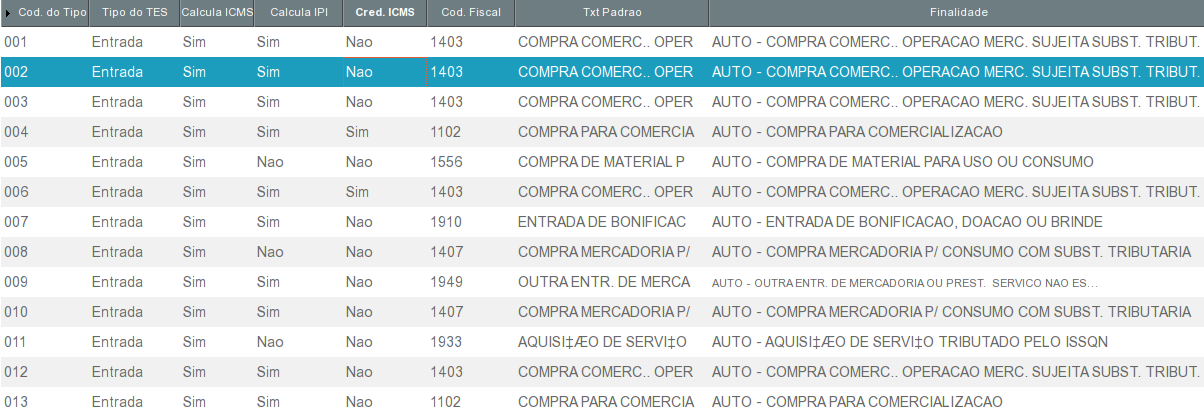 Cod. do Tipo Tipo do TES Calcula ICMS Calcula IPI Cred. ICMS Cod. Fiscal Txt Padrao Finalidade
001 Entrada Sim Sim Nao 1403 COMPRA COMERC.. OPER AUTO - COMPRA COMERC.. OPERACAO MERC. SUJEITA SUBST. TRIBUT.
002 Entrada Sim Sim Nao 1403 COMPRA COMERC.. OPER AUTO - COMPRA COMERC.. OPERACAO MERC. SUJEITA SUBST. TRIBUT.
003 Entrada Sim Sim Nao 1403 COMPRA COMERC.. OPER AUTO - COMPRA COMERC.. OPERACAO MERC. SUJEITA SUBST. TRIBUT.
004 Entrada Sim Sim Sim 1102 COMPRA PARA COMERCIA AUTO - COMPRA PARA COMERCIALIZACAO
005 Entrada Sim Nao Nao 1556 COMPRA DE MATERIAL P AUTO - COMPRA DE MATERIAL PARA USO OU CONSUMO
006 Entrada Sim Sim Sim 1403 COMPRA COMERC.. OPER AUTO - COMPRA COMERC.. OPERACAO MERC. SUJEITA SUBST. TRIBUT.
007 Entrada Sim Sim Nao 1910 ENTRADA DE BONIFICAC AUTO - ENTRADA DE BONIFICACAO, DOACAO OU BRINDE
008 Entrada Sim Nao Nao 1407 COMPRA MERCADORIA P/ AUTO - COMPRA MERCADORIA P/ CONSUMO COM SUBST. TRIBUTARIA
009 Entrada Sim Sim Nao 1949 OUTRA ENTR. DE MERCA AUTO - OUTRA ENTR. DE MERCADORIA OU PREST. SERVICO NAO ES...
010 Entrada Sim Sim Nao 1407 COMPRA MERCADORIA P/ AUTO - COMPRA MERCADORIA P/ CONSUMO COM SUBST. TRIBUTARIA
011 Entrada Sim Nao Nao 1933 AQUISI‡ÆO DE SERVI‡O AUTO - AQUISI‡ÆO DE SERVI‡O TRIBUTADO PELO ISSQN
012 Entrada Sim Sim Nao 1403 COMPRA COMERC.. OPER AUTO - COMPRA COMERC.. OPERACAO MERC. SUJEITA SUBST. TRIBUT.
013 Entrada Sim Sim Nao 1102 COMPRA PARA COMERCIA AUTO - COMPRA PARA COMERCIALIZACAO